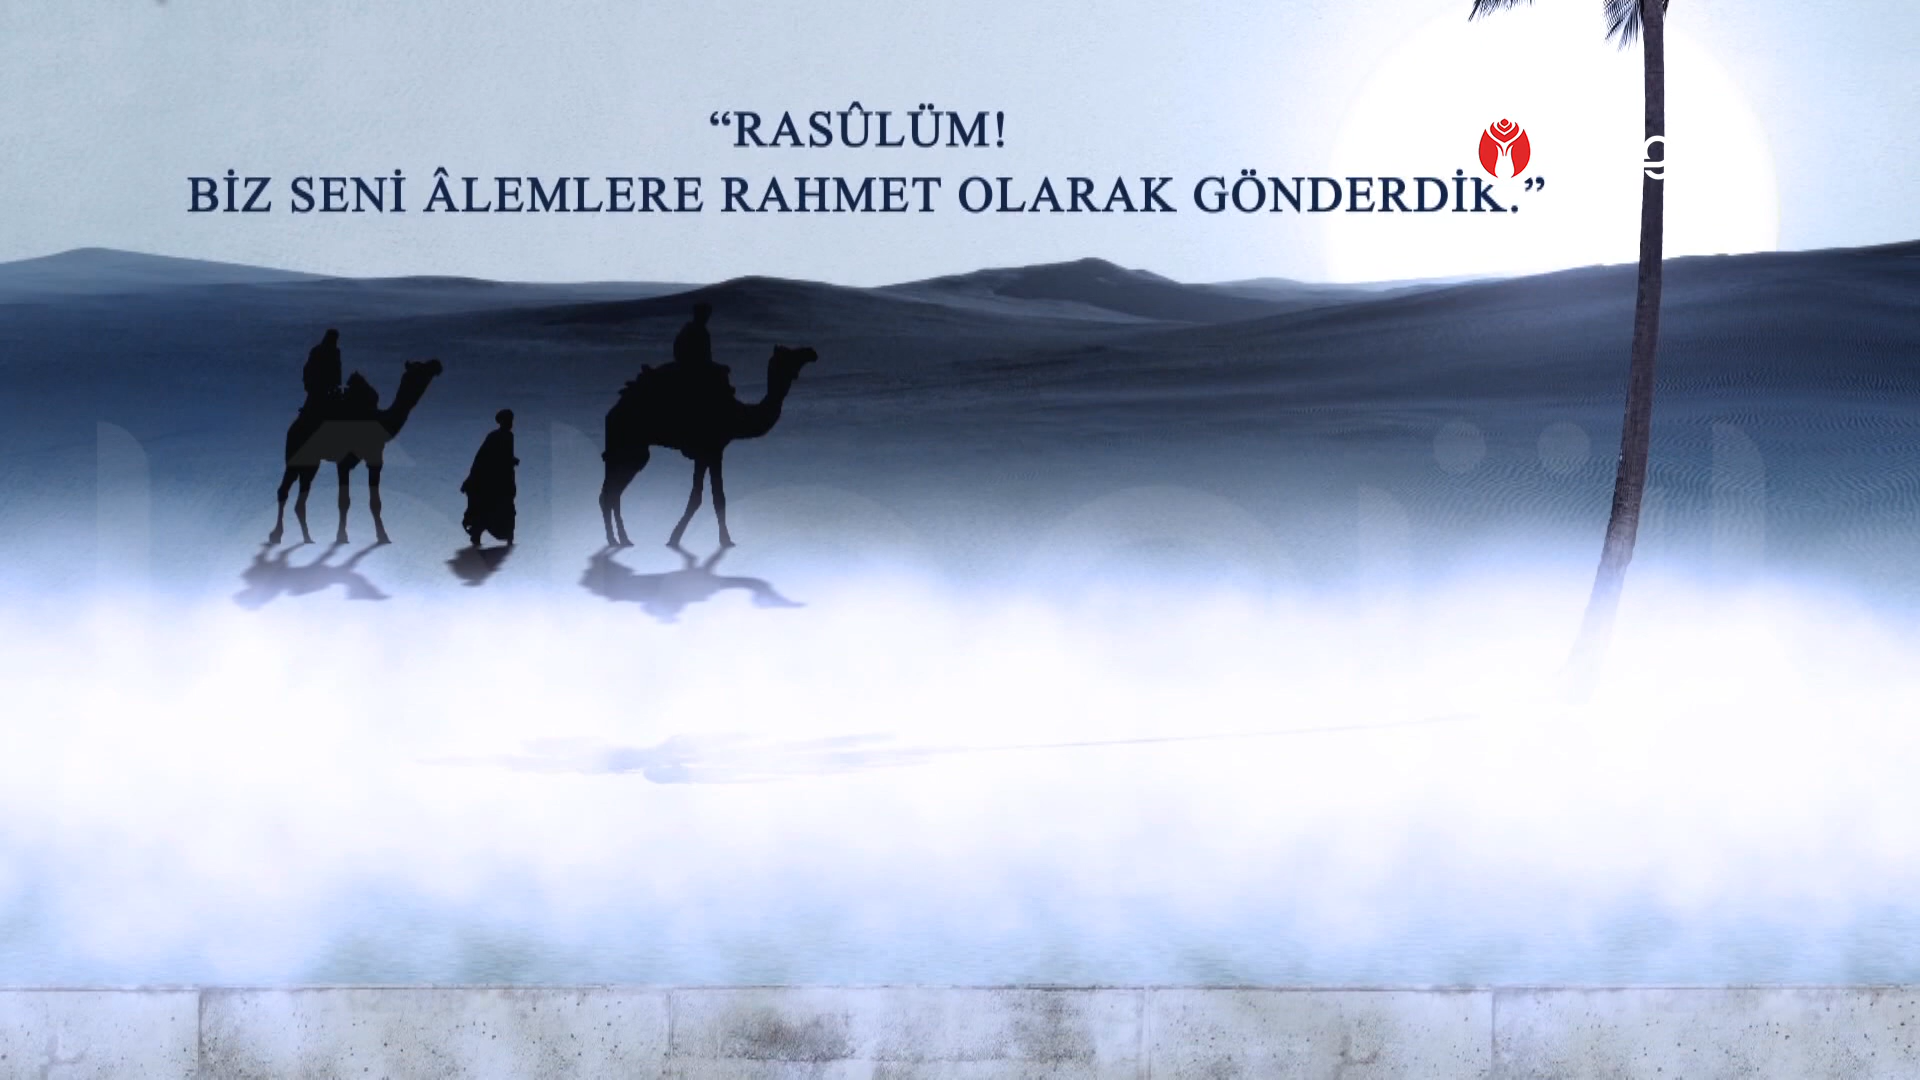 “RASÛLÜM!
BİZ SENİ ÂLEMLERE RAHMET OLARAK GÖNDERDİK.”